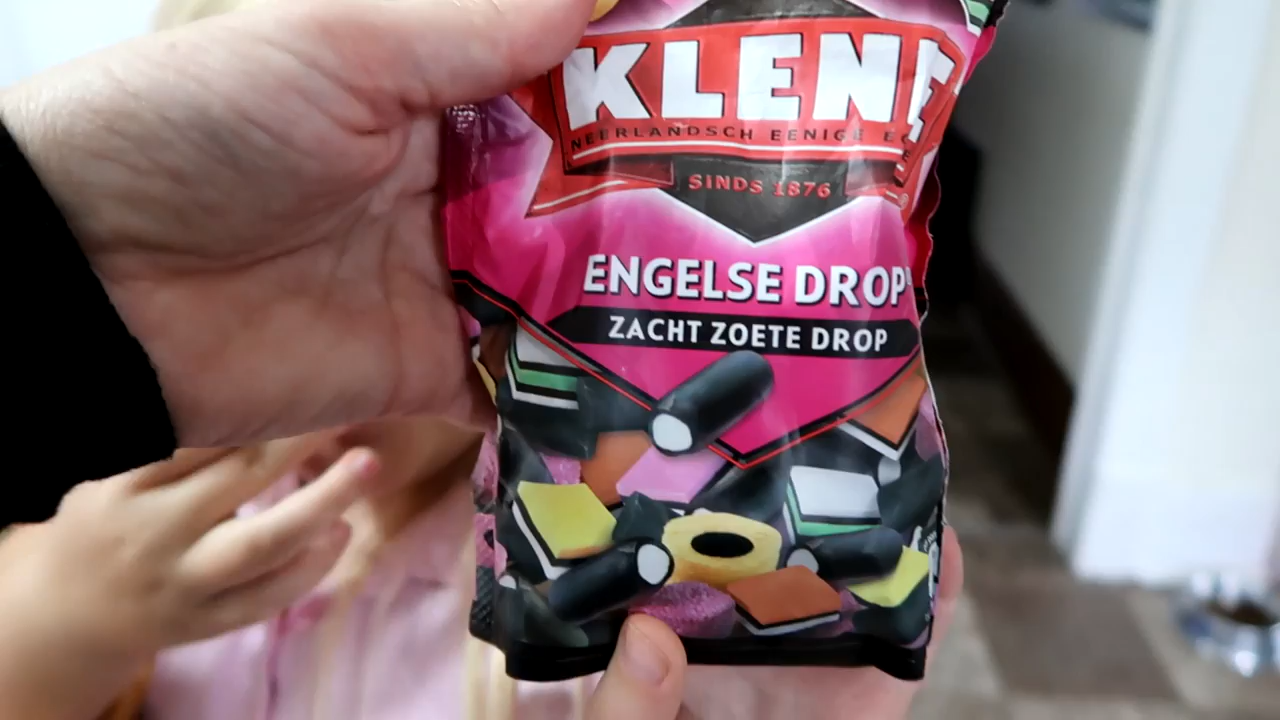 KLENE
NEERLANDSCH EENIGE
SINDS 1876
ENGELSE DROP
ZACHT ZOETE DROP